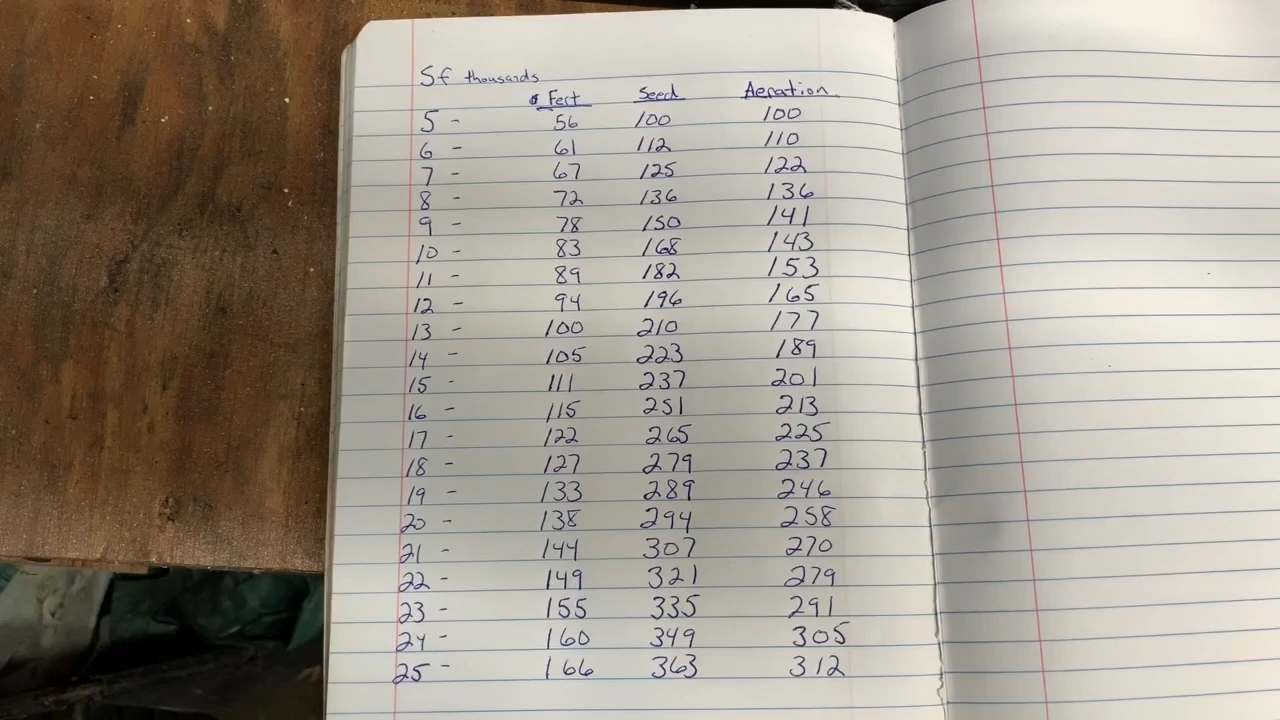 Sf thousands
$ Fert Seed Aeration
5 - 56 100 100
6 - 61 112 110
7 - 67 125 122
8 - 72 136 136
9 - 78 150 141
10 - 83 168 143
11 - 89 182 153
12 - 94 196 165
13 - 100 210 177
14 - 105 223 189
15 - 111 237 201
16 - 115 251 213
17 - 122 265 225
18 - 127 279 237
19 - 133 289 246
20 - 138 294 258
21 - 144 307 270
22 - 149 321 279
23 - 155 335 291
24 - 160 349 305
25 - 166 363 312